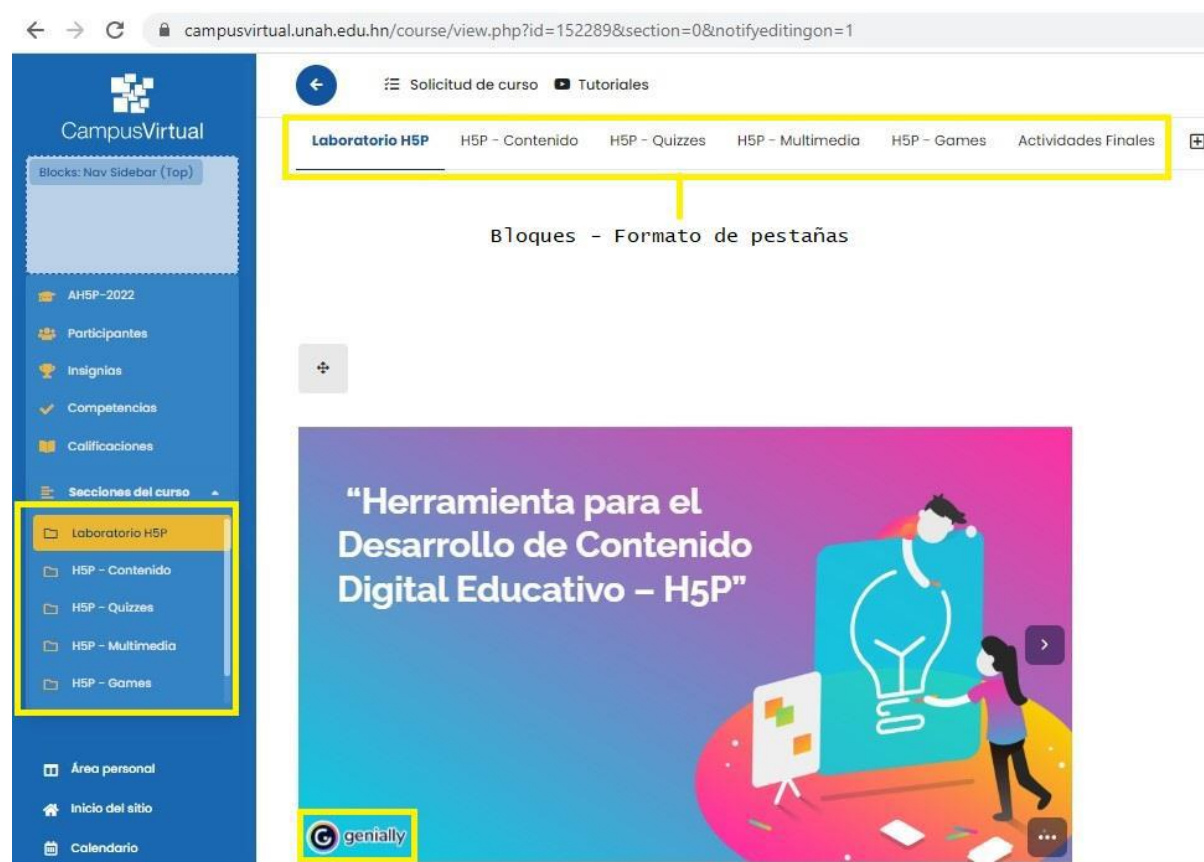 campusvirtual.unah.edu.hn/course/view.php?id=152289&section=0&notifyeditingon=1
CampusVirtual
Blocks: Nav Sidebar (Top)
AH5P-2022
Participantes
Insignias
Competencias
Calificaciones
Secciones del curso
Laboratorio H5P
H5P - Contenido
H5P - Quizzes
H5P - Multimedia
H5P - Games
Área personal
Inicio del sitio
Calendario
Solicitud de curso Tutoriales
Laboratorio H5P H5P - Contenido H5P - Quizzes H5P - Multimedia H5P - Games Actividades Finales
Bloques - Formato de pestañas
“Herramienta para el
Desarrollo de Contenido
Digital Educativo – H5P”
genially